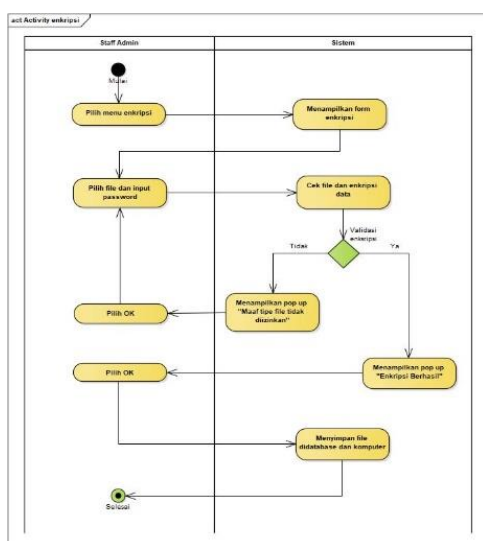 act Activity enkripsi
Staff Admin
Sistem
Mulai
Pilih menu enkripsi
Menampilkan form
enkripsi
Pilih file dan input
password
Cek file dan enkripsi
data
Validasi
enkripsi
Tidak
Ya
Menampilkan pop up
"Maaf tipe file tidak
diizinkan"
Pilih OK
Menampilkan pop up
"Enkripsi Berhasil"
Pilih OK
Menyimpan file
didatabase dan komputer
Selesai